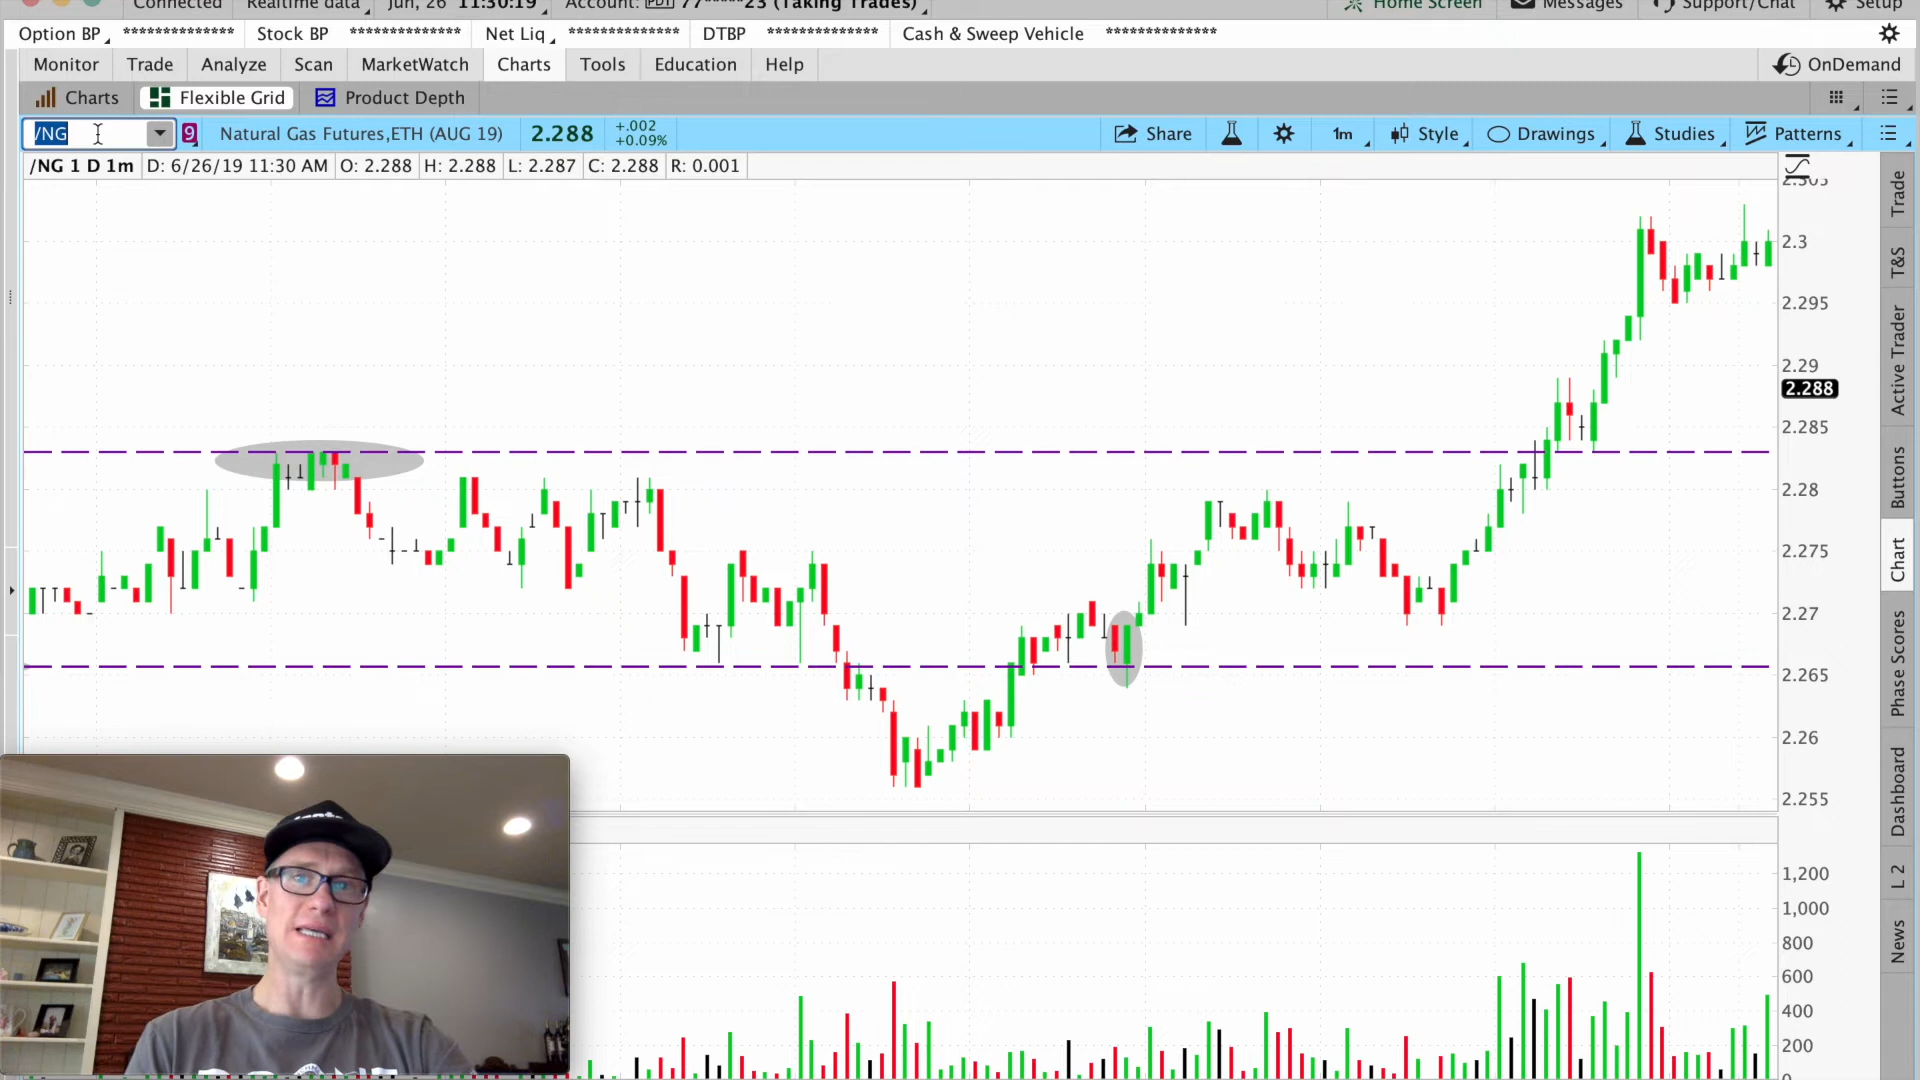 Connected Realtime data Jun, 26 11:30:19 Account: PDT 77*****23 (Taking Trades) Home Screen Messages Support/Chat Setup
Option BP ************** Stock BP ************** Net Liq ************** DTBP ************** Cash & Sweep Vehicle **************
Monitor Trade Analyze Scan MarketWatch Charts Tools Education Help OnDemand
Charts Flexible Grid Product Depth
/NG 9 Natural Gas Futures,ETH (AUG 19) 2.288 +.002 +0.09% Share 1m Style Drawings Studies Patterns
/NG 1 D 1m D: 6/26/19 11:30 AM O: 2.288 H: 2.288 L: 2.287 C: 2.288 R: 0.001
2.305
2.3
2.295
2.29
2.288
2.285
2.28
2.275
2.27
2.265
2.26
2.255
1,200
1,000
800
600
400
200
0
Trade
T&S
Active Trader
Buttons
Chart
Phase Scores
Dashboard
L 2
News